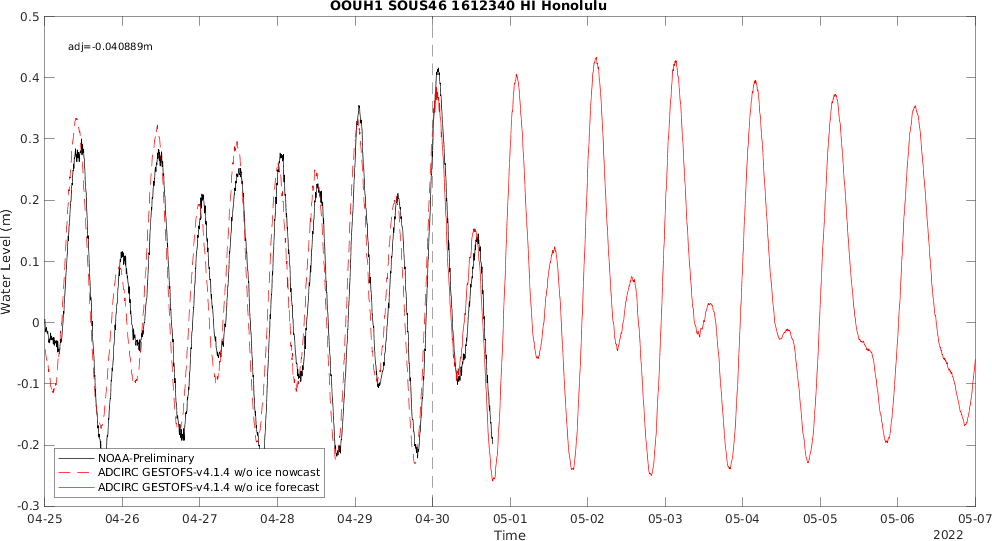 OOUH1 SOUS46 1612340 HI Honolulu
0.5
adj=-0.040889m
0.4
0.3
0.2
0.1
0
-0.1
-0.2
-0.3
Water Level (m)
NOAA-Preliminary
ADCIRC GESTOFS-v4.1.4 w/o ice nowcast
ADCIRC GESTOFS-v4.1.4 w/o ice forecast
04-25 04-26 04-27 04-28 04-29 04-30 05-01 05-02 05-03 05-04 05-05 05-06 05-07
Time
2022